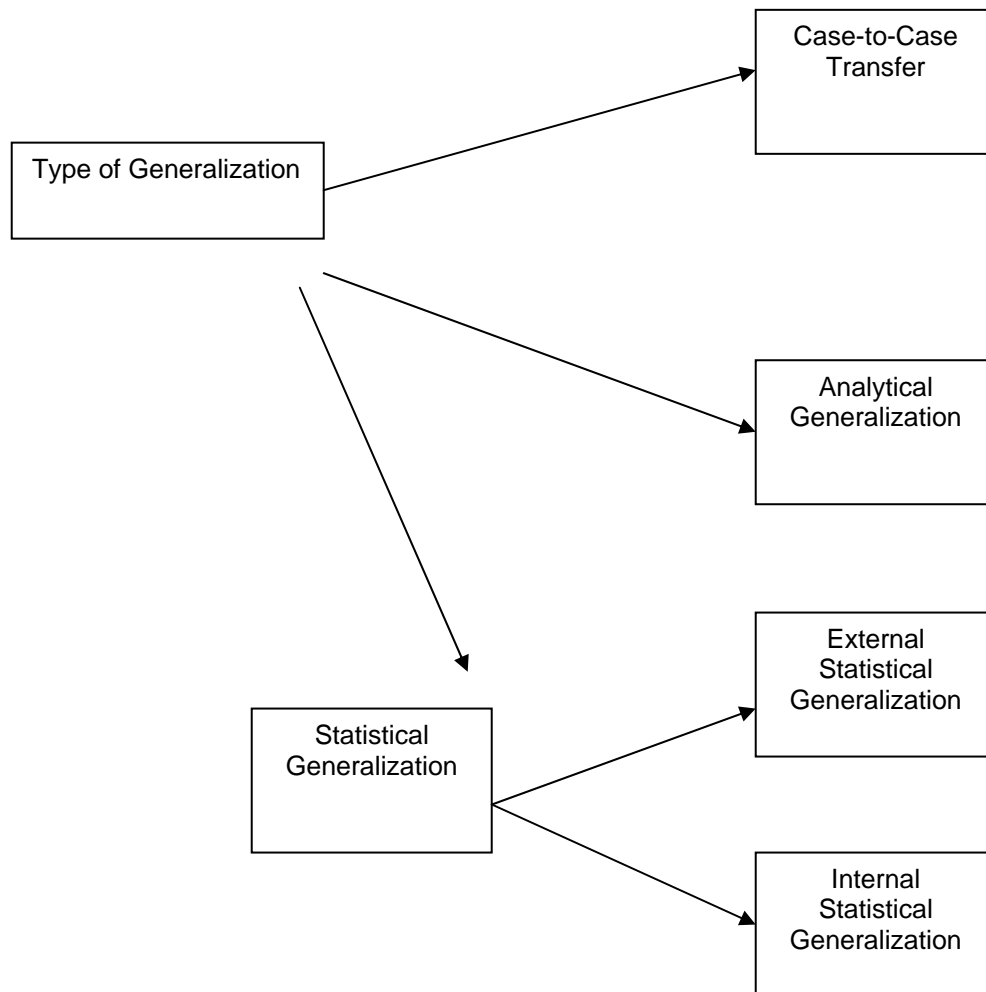 Case-to-Case
Transfer
Type of Generalization
Analytical
Generalization
External
Statistical
Generalization
Statistical
Generalization
Internal
Statistical
Generalization